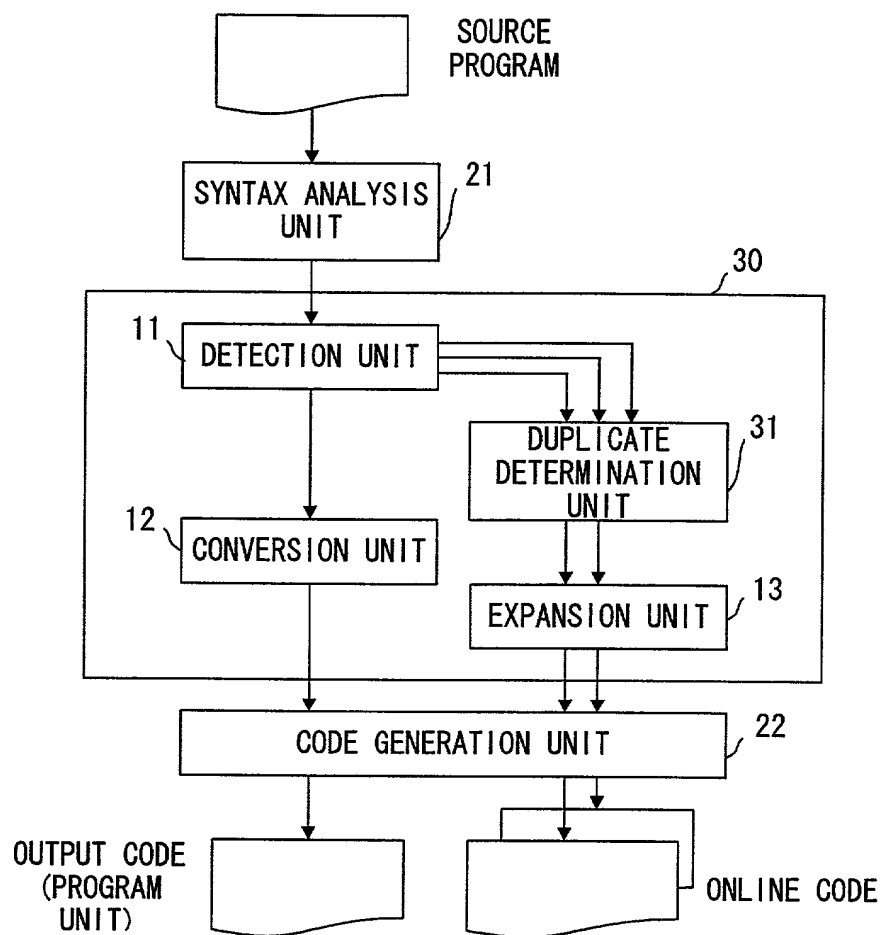 SOURCE
PROGRAM
21
SYNTAX ANALYSIS
UNIT
30
11
DETECTION UNIT
DUPLICATE
DETERMINATION
UNIT
31
12
CONVERSION UNIT
13
EXPANSION UNIT
CODE GENERATION UNIT
22
OUTPUT CODE
(PROGRAM
UNIT)
ONLINE CODE